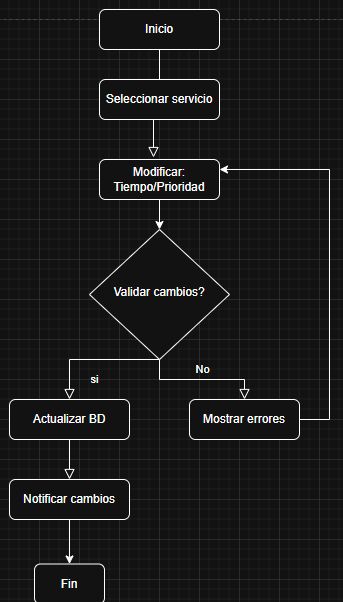 Inicio
Seleccionar servicio
Modificar:
Tiempo/Prioridad
Validar cambios?
si
No
Actualizar BD
Mostrar errores
Notificar cambios
Fin